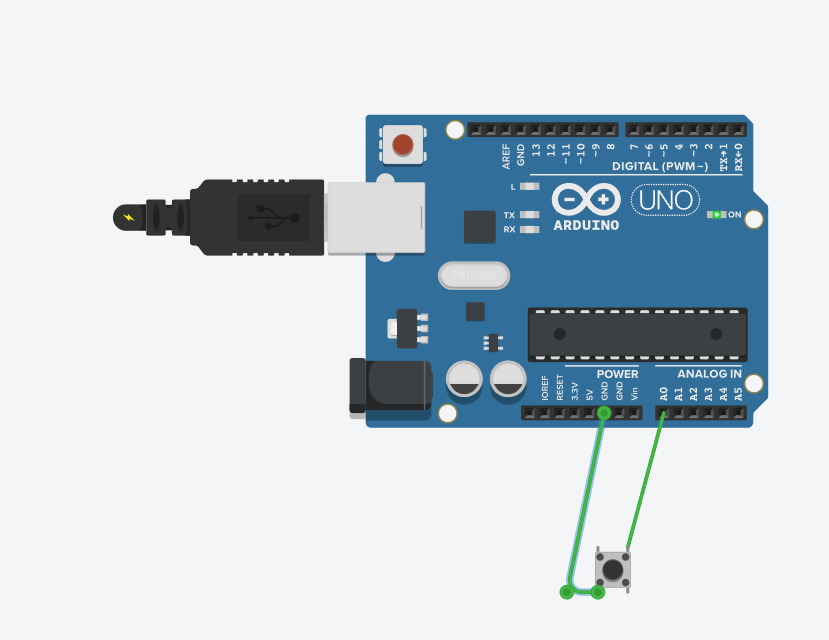 AREF
GND
13
12
~11
~10
~9
8
7
~6
~5
4
~3
2
TX→1
RX←0
DIGITAL (PWM~)
L
TX
RX
ARDUINO
UNO
ON
POWER
ANALOG IN
IOREF
RESET
3.3V
5V
GND
GND
Vin
A0
A1
A2
A3
A4
A5